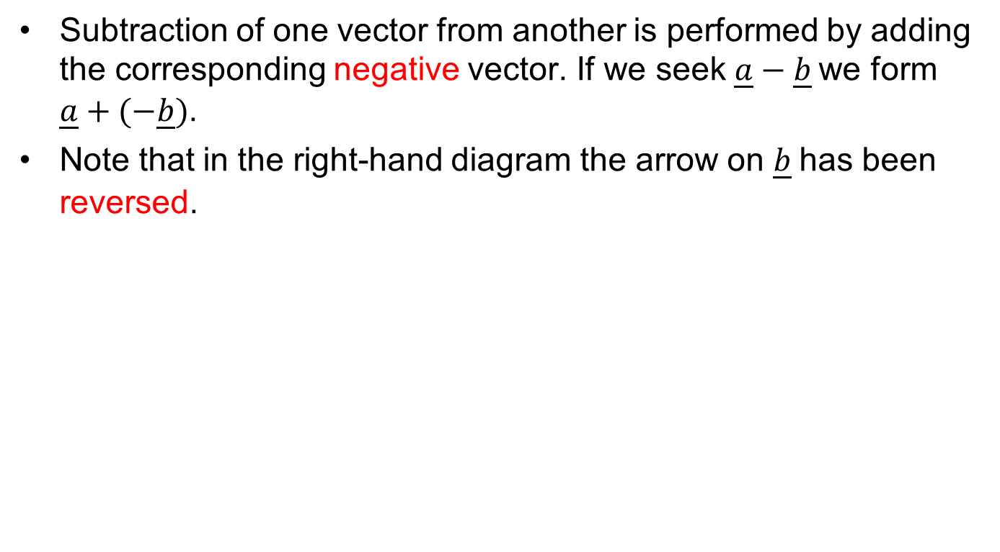 • Subtraction of one vector from another is performed by adding
the corresponding negative vector. If we seek a − b we form
a + (−b).
• Note that in the right-hand diagram the arrow on b has been
reversed.